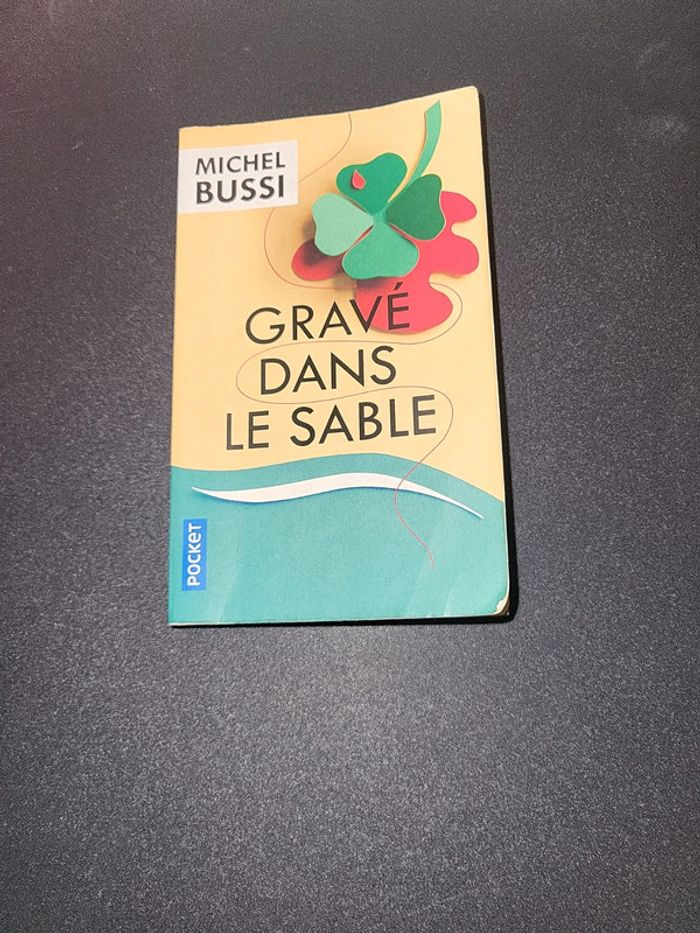 MICHEL
BUSSI
GRAVÉ
DANS
LE SABLE
POCKET